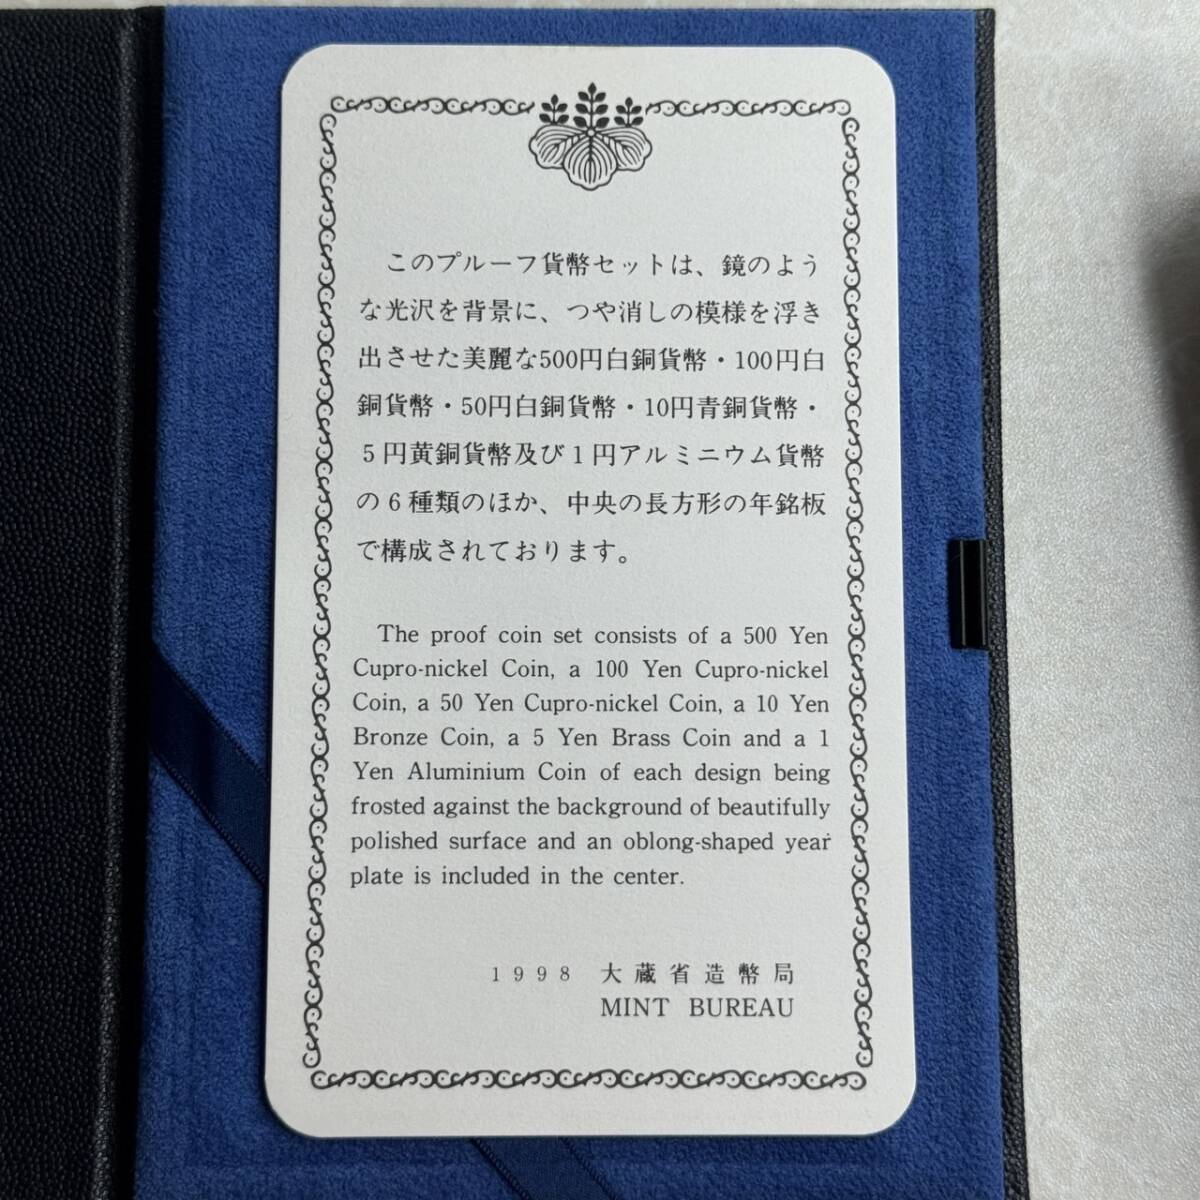 このプルーフ貨幣セットは、鏡のよう
な光沢を背景に、つや消しの模様を浮き
出させた美麗な500円白銅貨幣・100円白
銅貨幣・50円白銅貨幣・10円青銅貨幣・
5円黄銅貨幣及び1円アルミニウム貨幣
の6種類のほか、中央の長方形の年銘板
で構成されております。
The proof coin set consists of a 500 Yen
Cupro-nickel Coin, a 100 Yen Cupro-nickel
Coin, a 50 Yen Cupro-nickel Coin, a 10 Yen
Bronze Coin, a 5 Yen Brass Coin and a 1
Yen Aluminium Coin of each design being
frosted against the background of beautifully
polished surface and an oblong-shaped year
plate is included in the center.
1998 大蔵省造幣局
MINT BUREAU